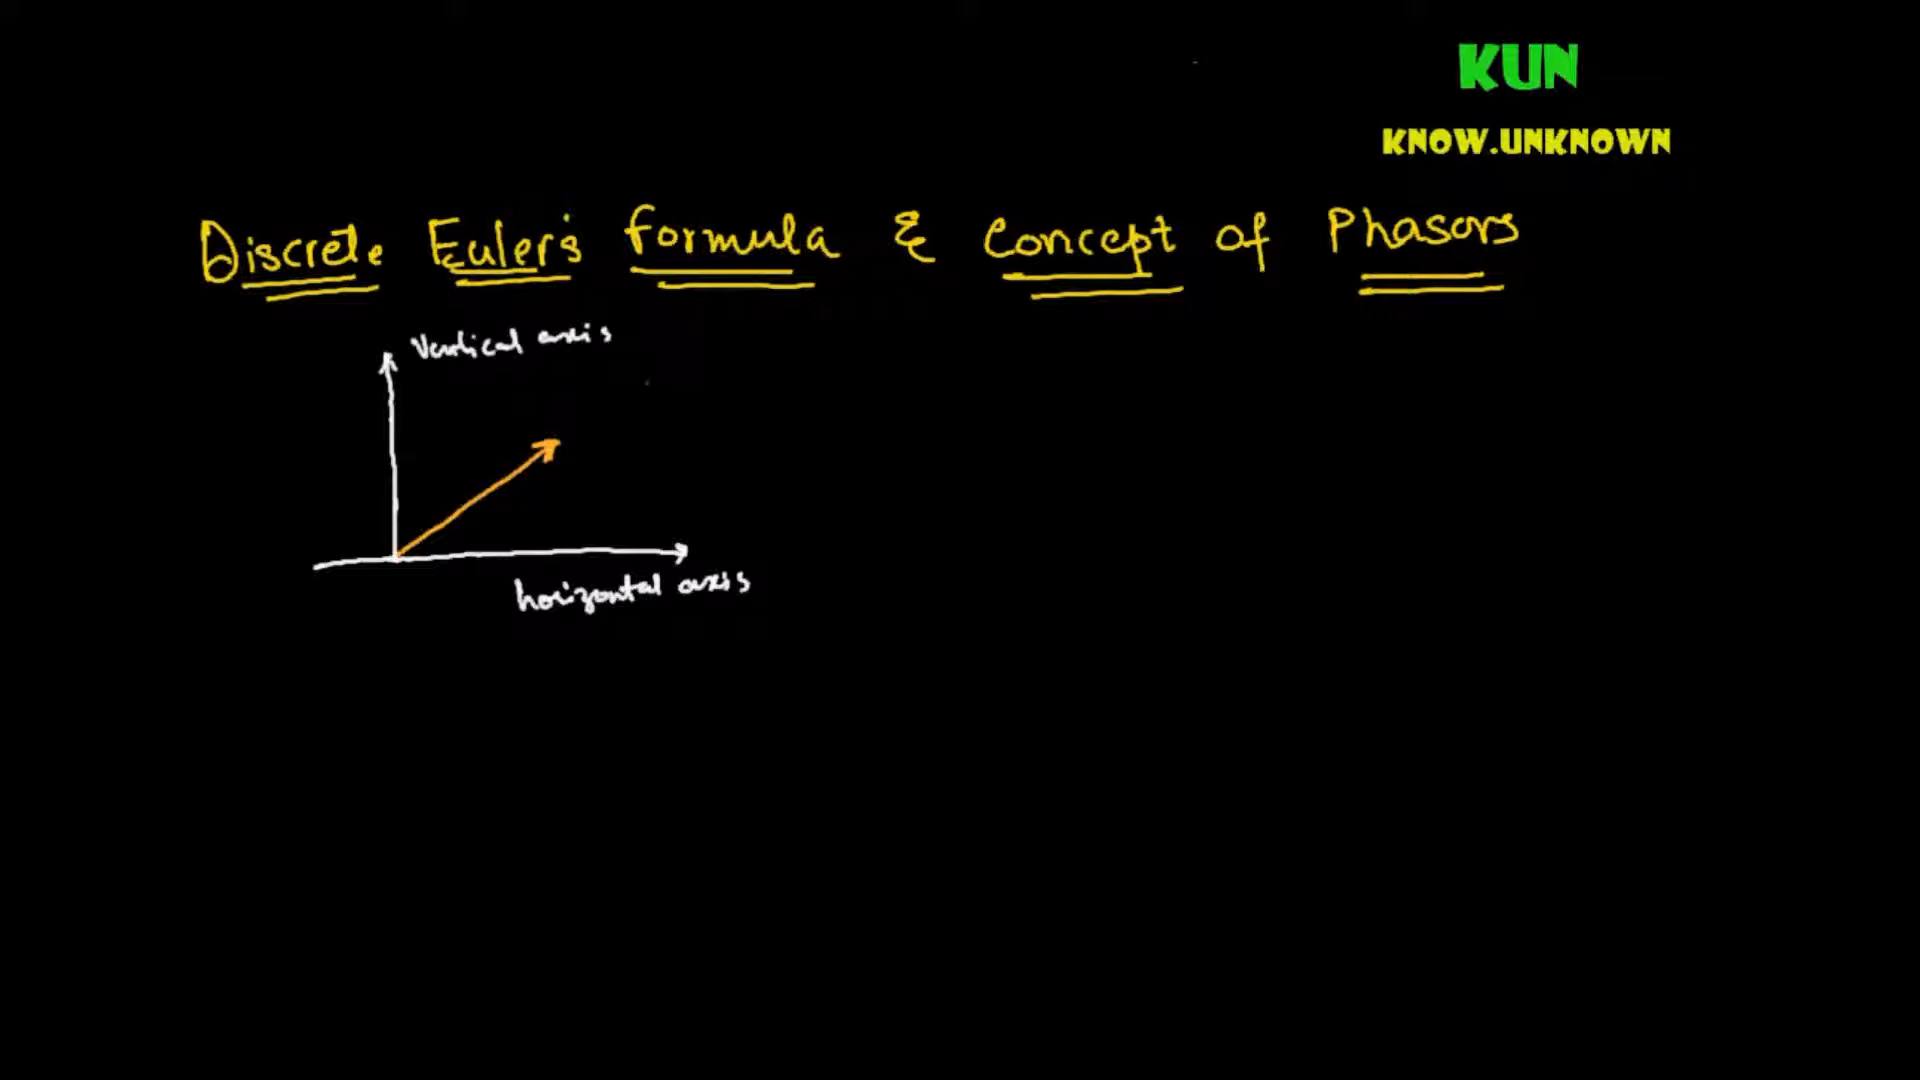 KUN
KNOW.UNKNOWN
Discrete Euler's formula & Concept of Phasors
Vertical axis
horizontal axis